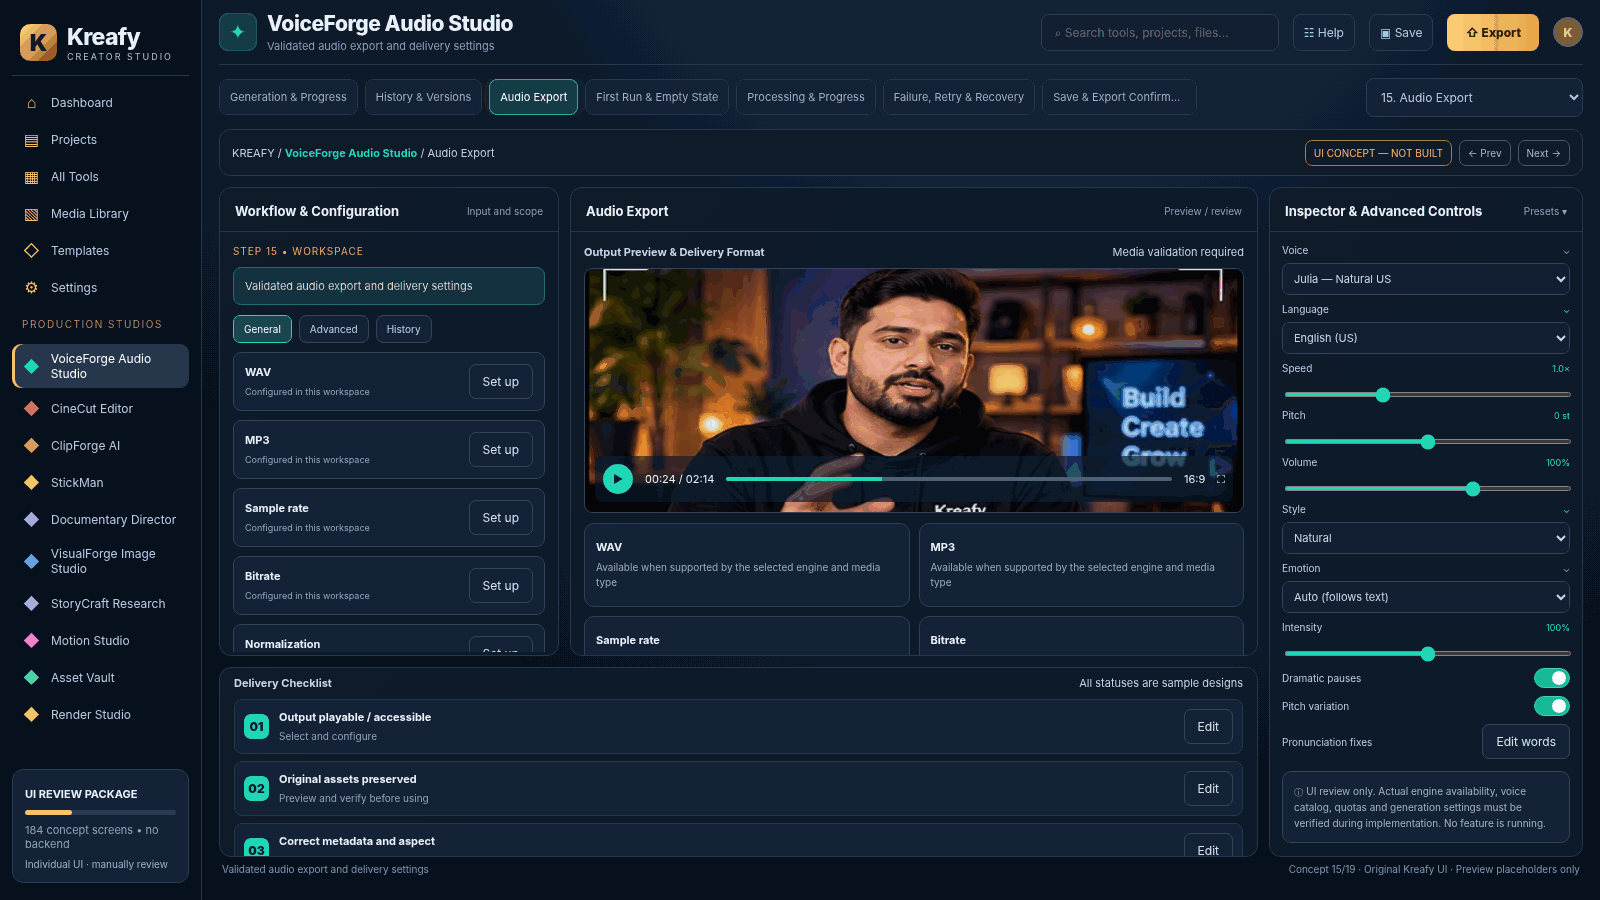 K
Kreafy
CREATOR STUDIO
Dashboard
Projects
All Tools
Media Library
Templates
Settings
PRODUCTION STUDIOS
VoiceForge Audio
Studio
CineCut Editor
ClipForge AI
StickMan
Documentary Director
VisualForge Image
Studio
StoryCraft Research
Motion Studio
Asset Vault
Render Studio
UI REVIEW PACKAGE
184 concept screens • no
backend
Individual UI · manually review
VoiceForge Audio Studio
Validated audio export and delivery settings
Search tools, projects, files...
Help
Save
Export
K
Generation & Progress
History & Versions
Audio Export
First Run & Empty State
Processing & Progress
Failure, Retry & Recovery
Save & Export Confirm...
15. Audio Export
KREAFY / VoiceForge Audio Studio / Audio Export
UI CONCEPT — NOT BUILT
← Prev
Next →
Workflow & Configuration
Input and scope
STEP 15 • WORKSPACE
Validated audio export and delivery settings
General
Advanced
History
WAV
Configured in this workspace
Set up
MP3
Configured in this workspace
Set up
Sample rate
Configured in this workspace
Set up
Bitrate
Configured in this workspace
Set up
Normalization
Set up
Audio Export
Preview / review
Output Preview & Delivery Format
Media validation required
Build
Create
Grow
00:24 / 02:14
16:9
Kreafy
WAV
Available when supported by the selected engine and media
type
MP3
Available when supported by the selected engine and media
type
Sample rate
Bitrate
Delivery Checklist
All statuses are sample designs
01
Output playable / accessible
Select and configure
Edit
02
Original assets preserved
Preview and verify before using
Edit
03
Correct metadata and aspect
Edit
Inspector & Advanced Controls
Presets ▾
Voice
Julia — Natural US
Language
English (US)
Speed
1.0×
Pitch
0 st
Volume
100%
Style
Natural
Emotion
Auto (follows text)
Intensity
100%
Dramatic pauses
Pitch variation
Pronunciation fixes
Edit words
ⓘ UI review only. Actual engine availability, voice
catalog, quotas and generation settings must be
verified during implementation. No feature is running.
Validated audio export and delivery settings
Concept 15/19 · Original Kreafy UI · Preview placeholders only